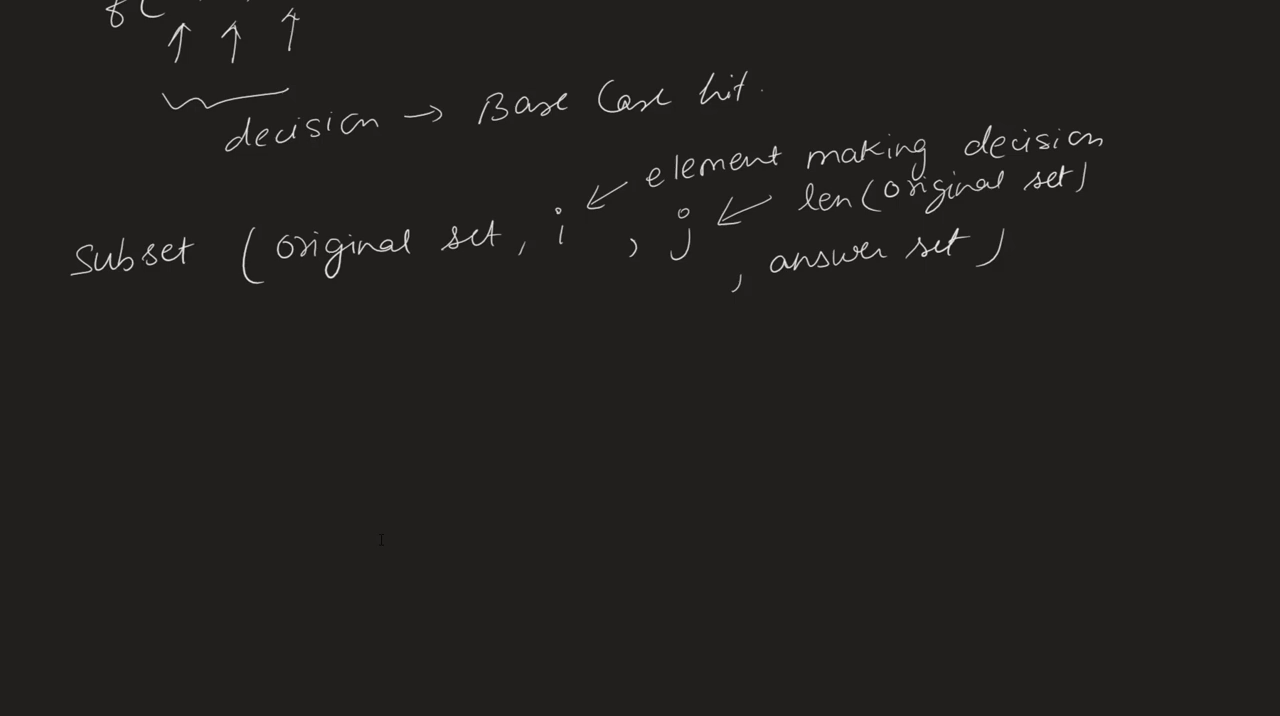 decision → Base Case hit.
element making decision
len(original set)
Subset (original set, i , j
, answer set)